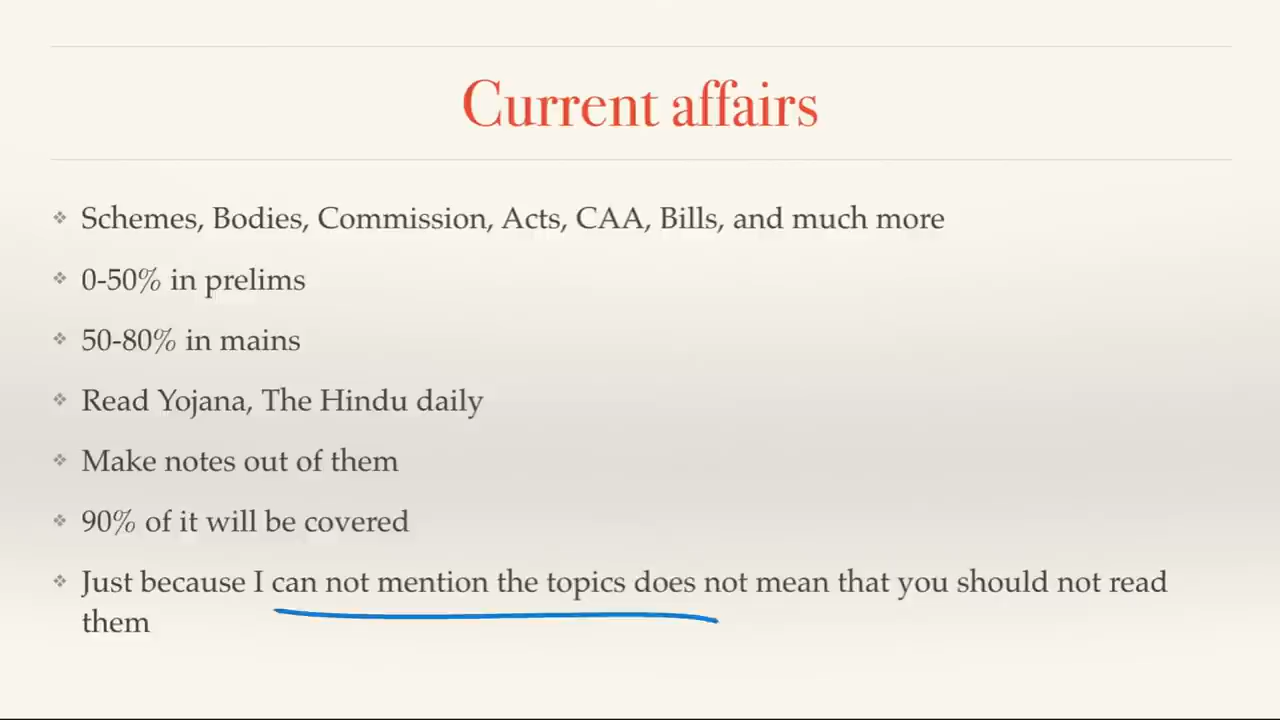 Current affairs
Schemes, Bodies, Commission, Acts, CAA, Bills, and much more
0-50% in prelims
50-80% in mains
Read Yojana, The Hindu daily
Make notes out of them
90% of it will be covered
Just because I can not mention the topics does not mean that you should not read
them